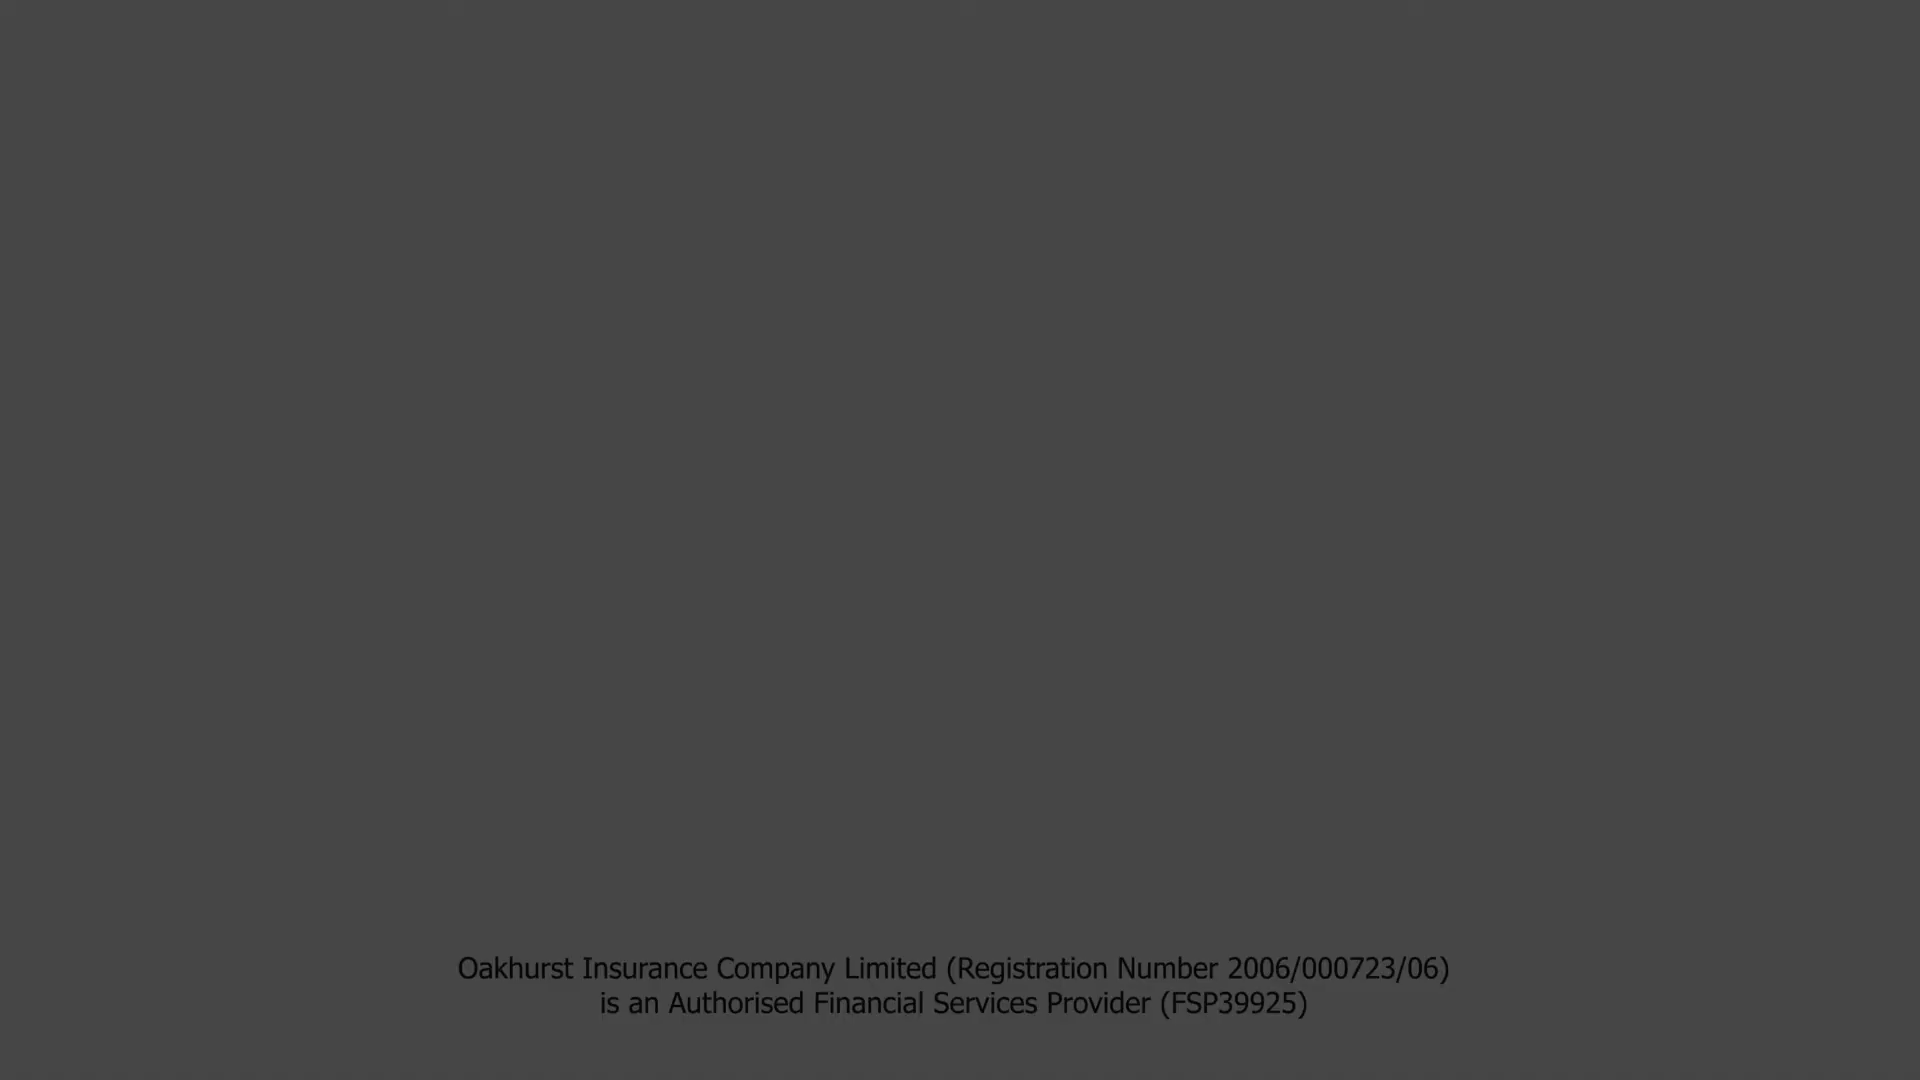 Oakhurst Insurance Company Limited (Registration Number 2006/000723/06)
is an Authorised Financial Services Provider (FSP39925)